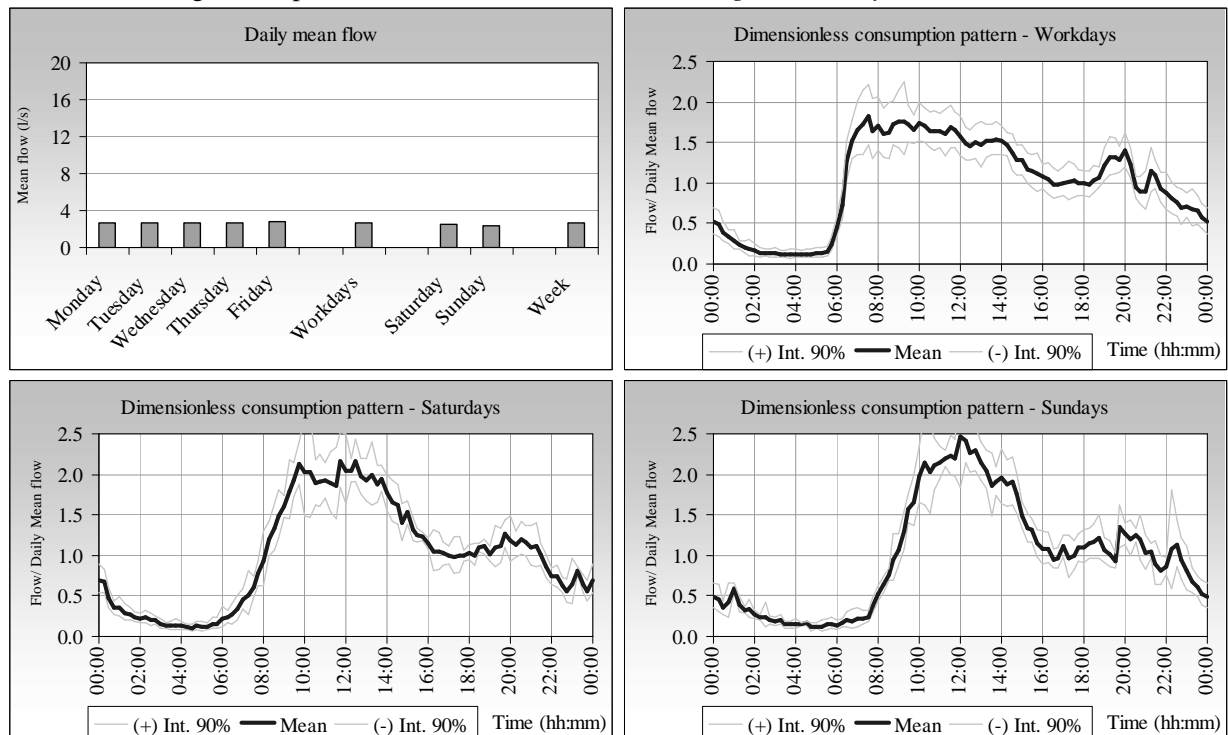 Daily mean flow
Mean flow (l/s)
20
16
12
8
4
0
Monday
Tuesday
Wednesday
Thursday
Friday
Workdays
Saturday
Sunday
Week
Dimensionless consumption pattern - Workdays
Flow/ Daily Mean flow
2.5
2.0
1.5
1.0
0.5
0.0
00:00
02:00
04:00
06:00
08:00
10:00
12:00
14:00
16:00
18:00
20:00
22:00
00:00
(+) Int. 90%
Mean
(-) Int. 90%
Time (hh:mm)
Dimensionless consumption pattern - Saturdays
Flow/ Daily Mean flow
2.5
2.0
1.5
1.0
0.5
0.0
00:00
02:00
04:00
06:00
08:00
10:00
12:00
14:00
16:00
18:00
20:00
22:00
00:00
(+) Int. 90%
Mean
(-) Int. 90%
Time (hh:mm)
Dimensionless consumption pattern - Sundays
Flow/ Daily Mean flow
2.5
2.0
1.5
1.0
0.5
0.0
00:00
02:00
04:00
06:00
08:00
10:00
12:00
14:00
16:00
18:00
20:00
22:00
00:00
(+) Int. 90%
Mean
(-) Int. 90%
Time (hh:mm)